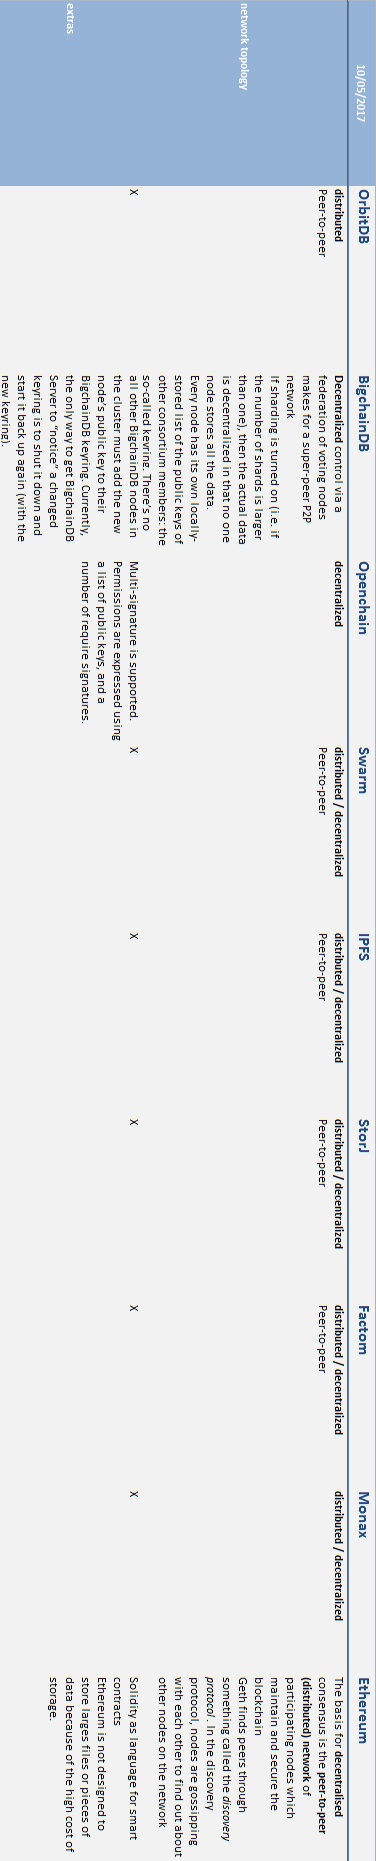 10/05/2017
OrbitDB
BigchainDB
Openchain
Swarm
IPFS
StorJ
Factom
Monax
Ethereum
network topology
distributed
Peer-to-peer
Decentralized control via a
federation of voting nodes
makes for a super-peer P2P
network
If sharding is turned on (i.e. if
the number of shards is larger
than one), then the actual data
is decentralized in that no one
node stores all the data.
decentralized
distributed / decentralized
Peer-to-peer
distributed / decentralized
Peer-to-peer
distributed / decentralized
Peer-to-peer
distributed / decentralized
Peer-to-peer
distributed / decentralized
The basis for decentralised
consensus is the peer-to-peer
(distributed) network of
participating nodes which
maintain and secure the
blockchain
Geth finds peers through
something called the discovery
protocol. In the discovery
protocol, nodes are gossipping
with each other to find out about
other nodes on the network
extras
X
Every node has its own locally-
stored list of the public keys of
other consortium members: the
so-called keyring. There's no
all other BigchainDB nodes in
the cluster must add the new
node's public key to their
BigchainDB keyring. Currently,
the only way to get BigchainDB
Server to "notice" a changed
keyring is to shut it down and
start it back up again (with the
new keyring).
Multi-signature is supported.
Permissions are expressed using
a list of public keys, and a
number of require signatures.
X
X
X
X
X
Solidity as language for smart
contracts
Ethereum is not designed to
store larges files or pieces of
data because of the high cost of
storage.